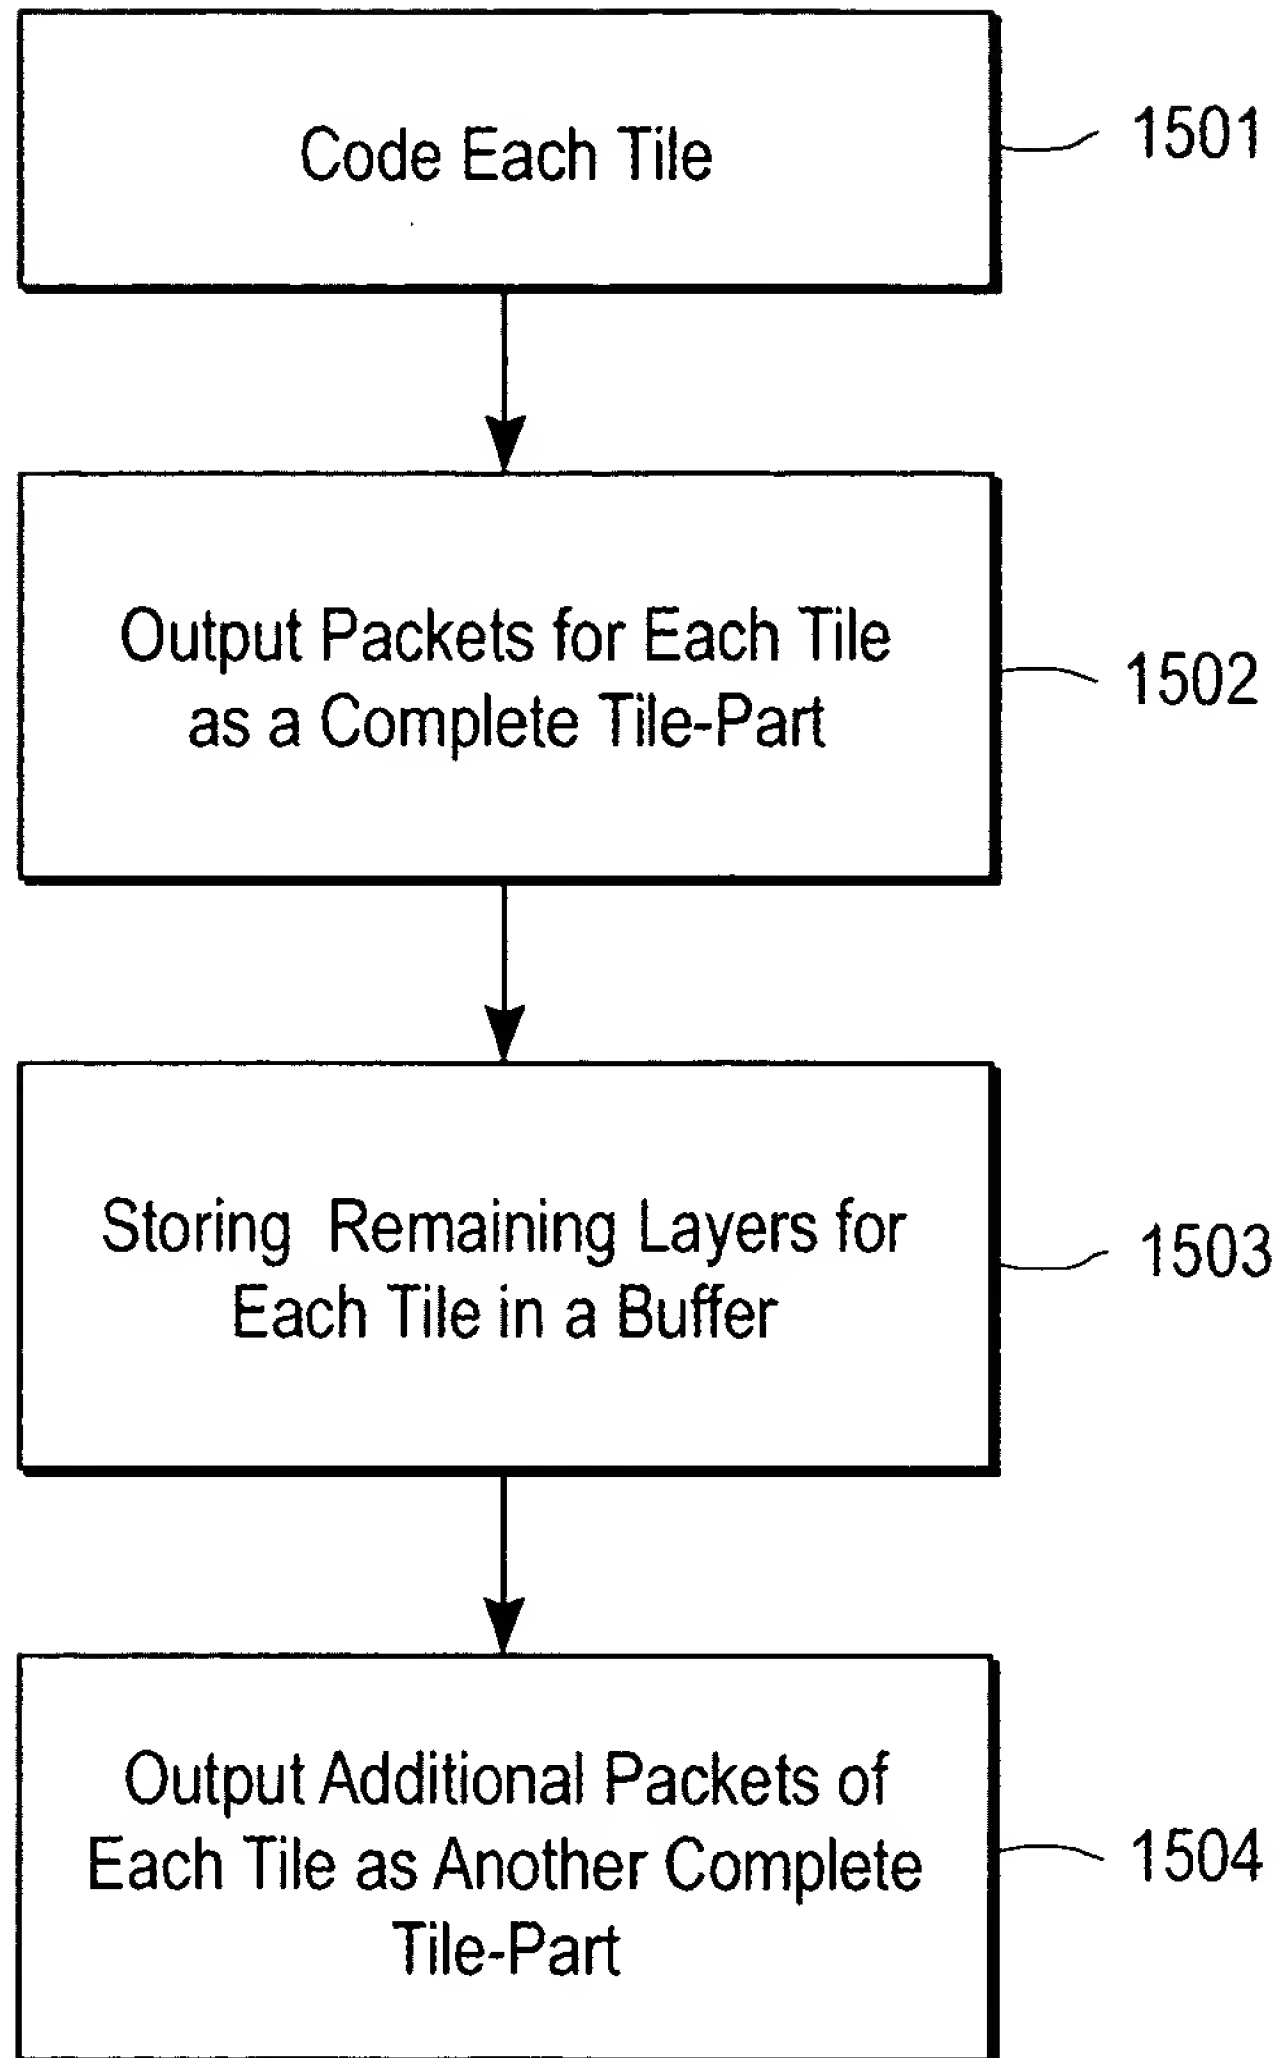 Code Each Tile
1501
Output Packets for Each Tile
as a Complete Tile-Part
1502
Storing Remaining Layers for
Each Tile in a Buffer
1503
Output Additional Packets of
Each Tile as Another Complete
Tile-Part
1504